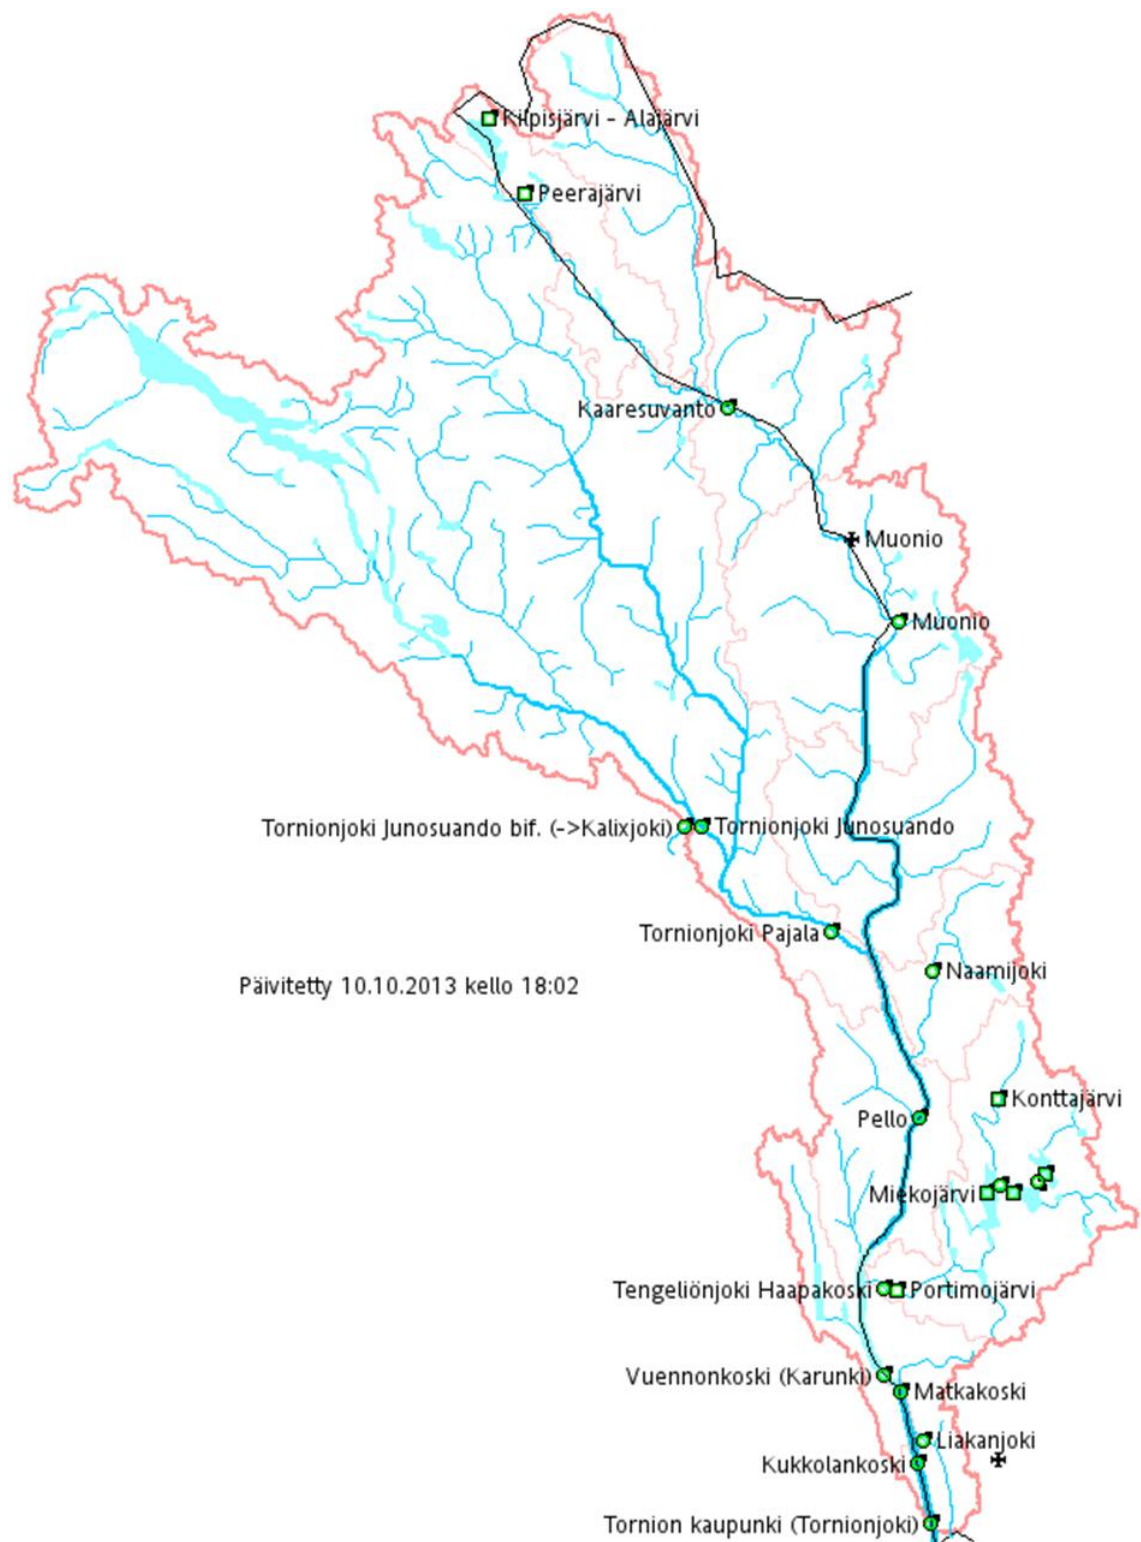 Kilpisjärvi - Alajärvi
Peerajärvi
Kaaresuvanto
Muonio
Muonio
Tornionjoki Junosuando bif. (->Kalixjoki)
Tornionjoki Junosuando
Tornionjoki Pajala
Naamijoki
Päivitetty 10.10.2013 kello 18:02
Konttajärvi
Pello
Miekojärvi
Tengeliönjoki Haapakoski
Portimojärvi
Vuennonkoski (Karunki)
Matkakoski
Liakanjoki
Kukkolankoski
Tornion kaupunki (Tornionjoki)